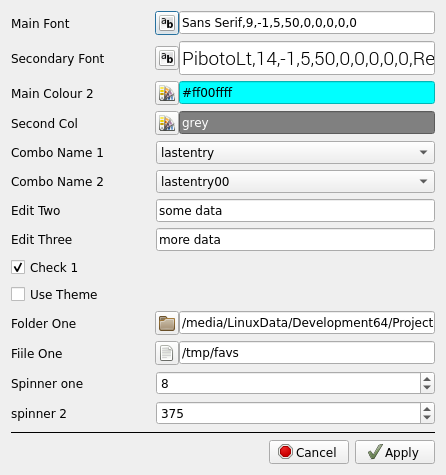 Main Font ab Sans Serif,9,-1,5,50,0,0,0,0,0
Secondary Font ab PibotoLt,14,-1,5,50,0,0,0,0,0,Re
Main Colour 2 #ff00ffff
Second Col grey
Combo Name 1 lastentry
Combo Name 2 lastentry00
Edit Two some data
Edit Three more data
Check 1
Use Theme
Folder One /media/LinuxData/Development64/Project
Fiile One /tmp/favs
Spinner one 8
spinner 2 375
Cancel Apply